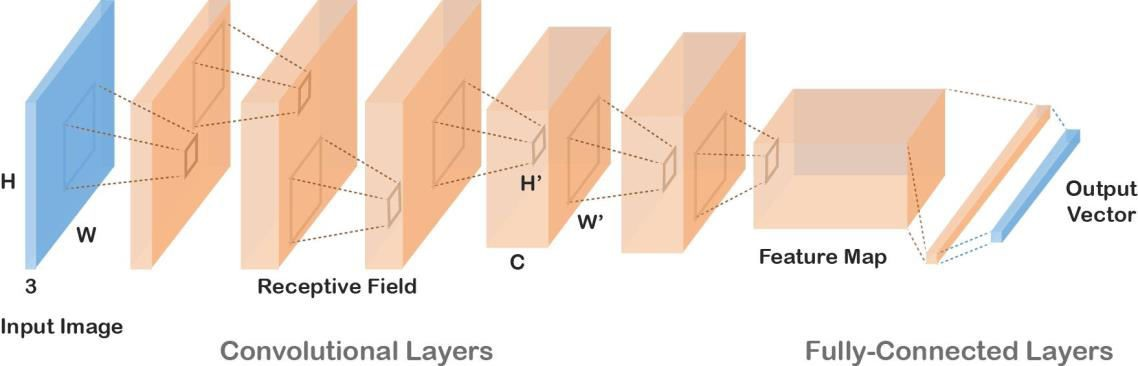 H
W
3
Input Image
Receptive Field
H’
W’
C
Feature Map
Output
Vector
Convolutional Layers
Fully-Connected Layers